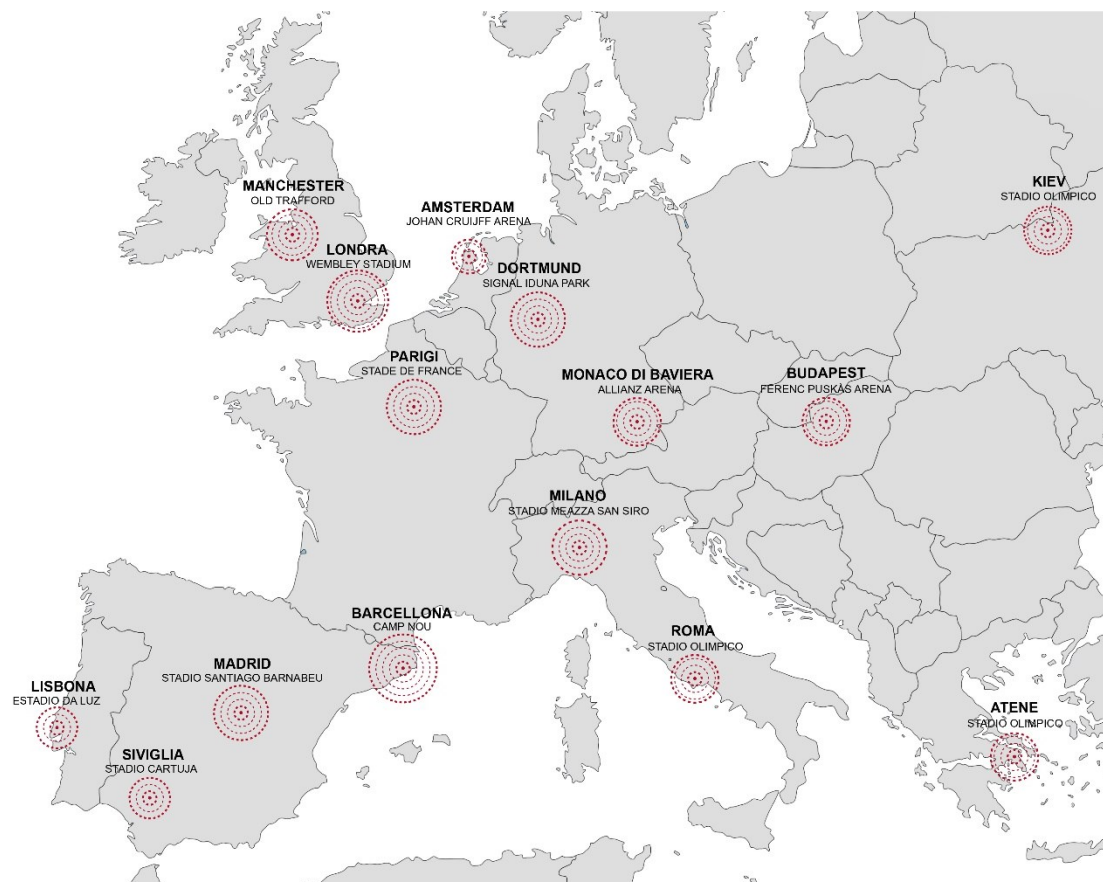 MANCHESTER
OLD TRAFFORD
KIEV
STADIO OLIMPICO
AMSTERDAM
JOHAN CRUIJFF ARENA
LONDRA
WEMBLEY STADIUM
DORTMUND
SIGNAL IDUNA PARK
PARIGI
STADE DE FRANCE
MONACO DI BAVIERA
ALLIANZ ARENA
BUDAPEST
FERENC PUSKÁS ARENA
MILANO
STADIO MEAZZA SAN SIRO
BARCELLONA
CAMP NOU
ROMA
STADIO OLIMPICO
MADRID
STADIO SANTIAGO BARNABEU
LISBONA
ESTADIO DA LUZ
ATENE
STADIO OLIMPICO
SIVIGLIA
STADIO CARTUJA